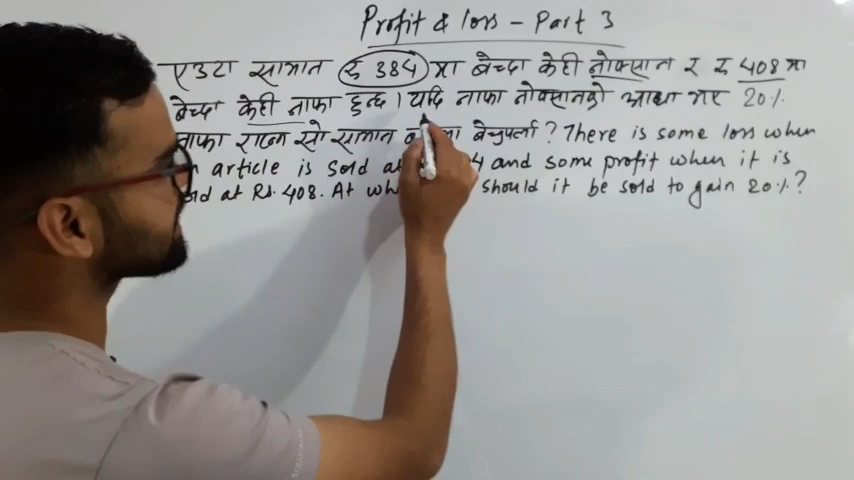 Profit & loss - Part 3
एउटा सामान रु 384 मा बेच्दा केही नोक्सान र रु 408 मा
बेच्दा केही नाफा हुन्छ । यदि नाफा नोक्सानको आधा भए 20%
नाफा राख्न सो सामान मा बेच्नुपर्ला ? There is some loss when
article is sold at 4 and some profit when it is
at Rs. 408. At should it be sold to gain 20% ?